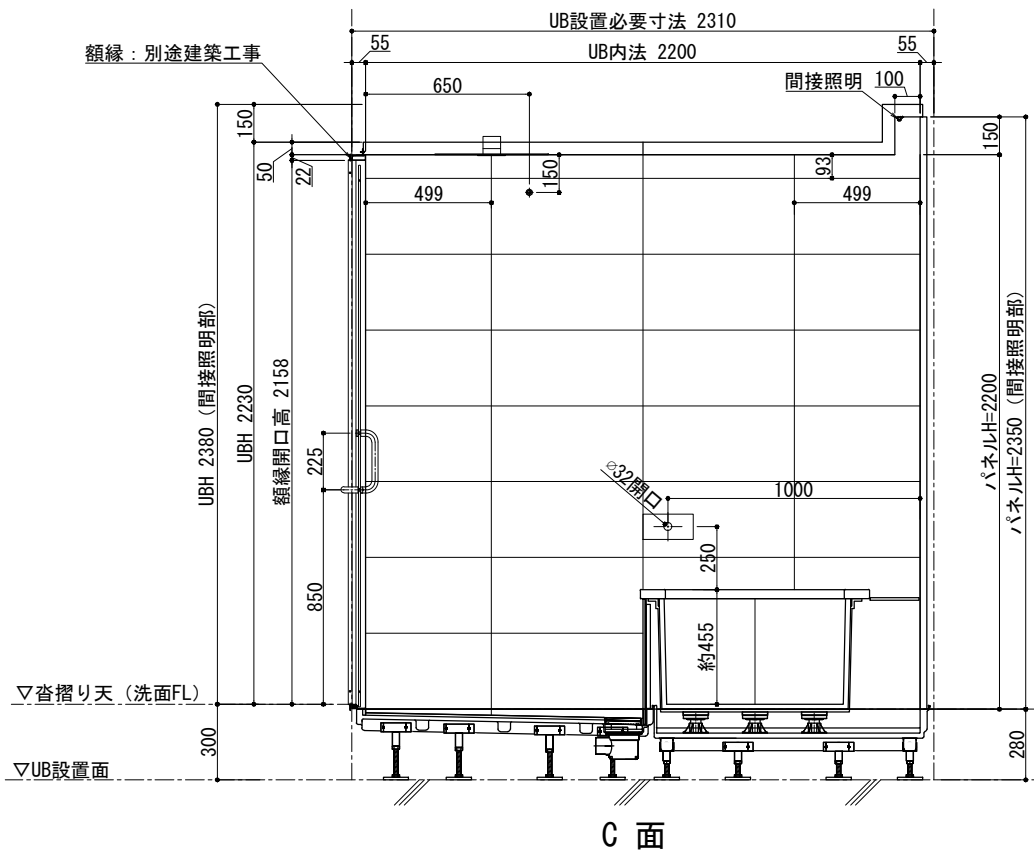 UB設置必要寸法 2310
55
UB内法 2200
55
額縁：別途建築工事
650
間接照明
100
150
50
22
150
93
150
499
499
UBH 2380 (間接照明部)
UBH 2230
額縁開口高 2158
225
850
⌀32開口
1000
250
約455
パネルH=2200
パネルH=2350 (間接照明部)
▽沓摺り天 (洗面FL)
300
280
▽UB設置面
C 面